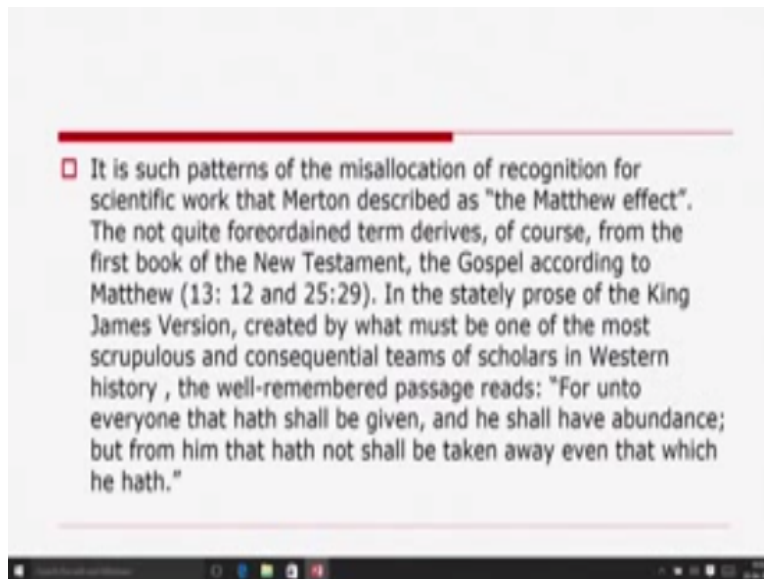 It is such patterns of the misallocation of recognition for
scientific work that Merton described as "the Matthew effect".
The not quite foreordained term derives, of course, from the
first book of the New Testament, the Gospel according to
Matthew (13: 12 and 25:29). In the stately prose of the King
James Version, created by what must be one of the most
scrupulous and consequential teams of scholars in Western
history , the well-remembered passage reads: "For unto
everyone that hath shall be given, and he shall have abundance;
but from him that hath not shall be taken away even that which
he hath."